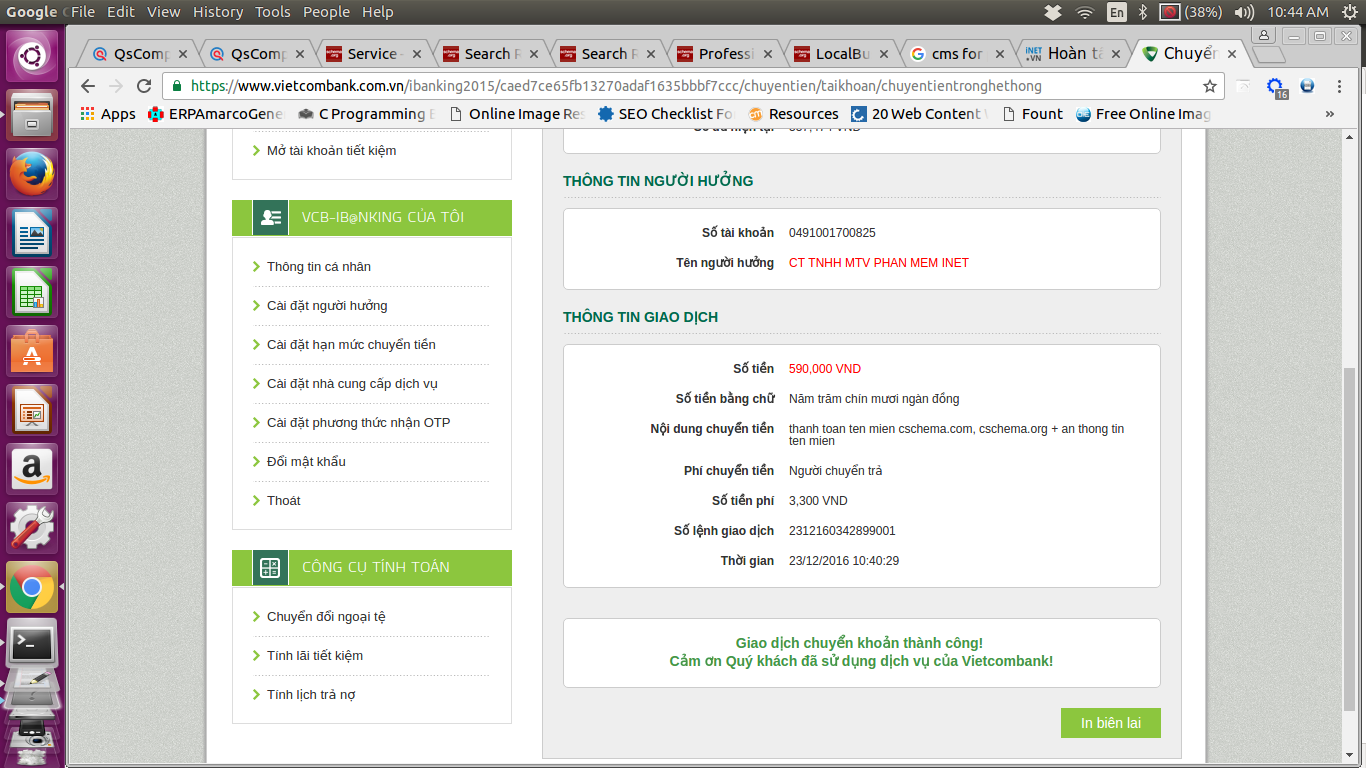 Google
File Edit View History Tools People Help
En
(38%)
10:44 AM
QsComp
QsComp
Service -
Search R
Search R
Professi
LocalBu
cms for
iNET .VN
Hoàn tấ
Chuyển
https://www.vietcombank.com.vn/ibanking2015/caed7ce65fb13270adaf1635bbbf7ccc/chuyentien/taikhoan/chuyentientronghethong
16
Apps
ERPAmarcoGene
C Programming E
Online Image Res
SEO Checklist Fo
Resources
20 Web Content W
Fount
Free Online Imag
»
Mở tài khoản tiết kiệm
VCB-IB@NKING CỦA TÔI
Thông tin cá nhân
Cài đặt người hưởng
Cài đặt hạn mức chuyển tiền
Cài đặt nhà cung cấp dịch vụ
Cài đặt phương thức nhận OTP
Đổi mật khẩu
Thoát
CÔNG CỤ TÍNH TOÁN
Chuyển đổi ngoại tệ
Tính lãi tiết kiệm
Tính lịch trả nợ
THÔNG TIN NGƯỜI HƯỞNG
Số tài khoản 0491001700825
Tên người hưởng CT TNHH MTV PHAN MEM INET
THÔNG TIN GIAO DỊCH
Số tiền 590,000 VND
Số tiền bằng chữ Năm trăm chín mươi ngàn đồng
Nội dung chuyển tiền thanh toan ten mien cschema.com, cschema.org + an thong tin
ten mien
Phí chuyển tiền Người chuyển trả
Số tiền phí 3,300 VND
Số lệnh giao dịch 2312160342899001
Thời gian 23/12/2016 10:40:29
Giao dịch chuyển khoản thành công!
Cảm ơn Quý khách đã sử dụng dịch vụ của Vietcombank!
In biên lai